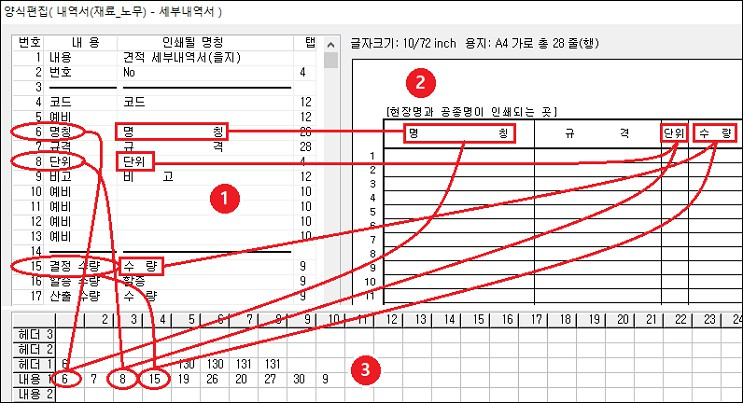 양식편집( 내역서(재료_노무) - 세부내역서 )
번호 내 용 인쇄될 명칭 탭
1 내용 견적 세부내역서(을지)
2 번호 No 4
3
4 코드 코드 12
5 예비 12
6 명칭 명 칭 28
7 규격 규 격 28
8 단위 단위 4
9 비고 비 고 12
10 예비 10
11 예비 10
12 예비 10
13 예비 10
14
15 결정 수량 수 량 9
16 할증 수량 할증 9
17 산출 수량 수 량 9
1
글자크기: 10/72 inch 용지: A4 가로 총 28 줄(행)
2
[현장명과 공종명이 인쇄되는 곳]
명 칭 규 격 단위 수 량
1
2
3
4
5
6
7
8
9
10
11
2 3 4 5 6 7 8 9 10 11 12 13 14 15 16 17 18 19 20 21 22 23 24
헤더 3
헤더 2
헤더 1 6 130 130 131 131
내용 1 6 7 8 15 19 26 20 27 30 9
내용 2
3